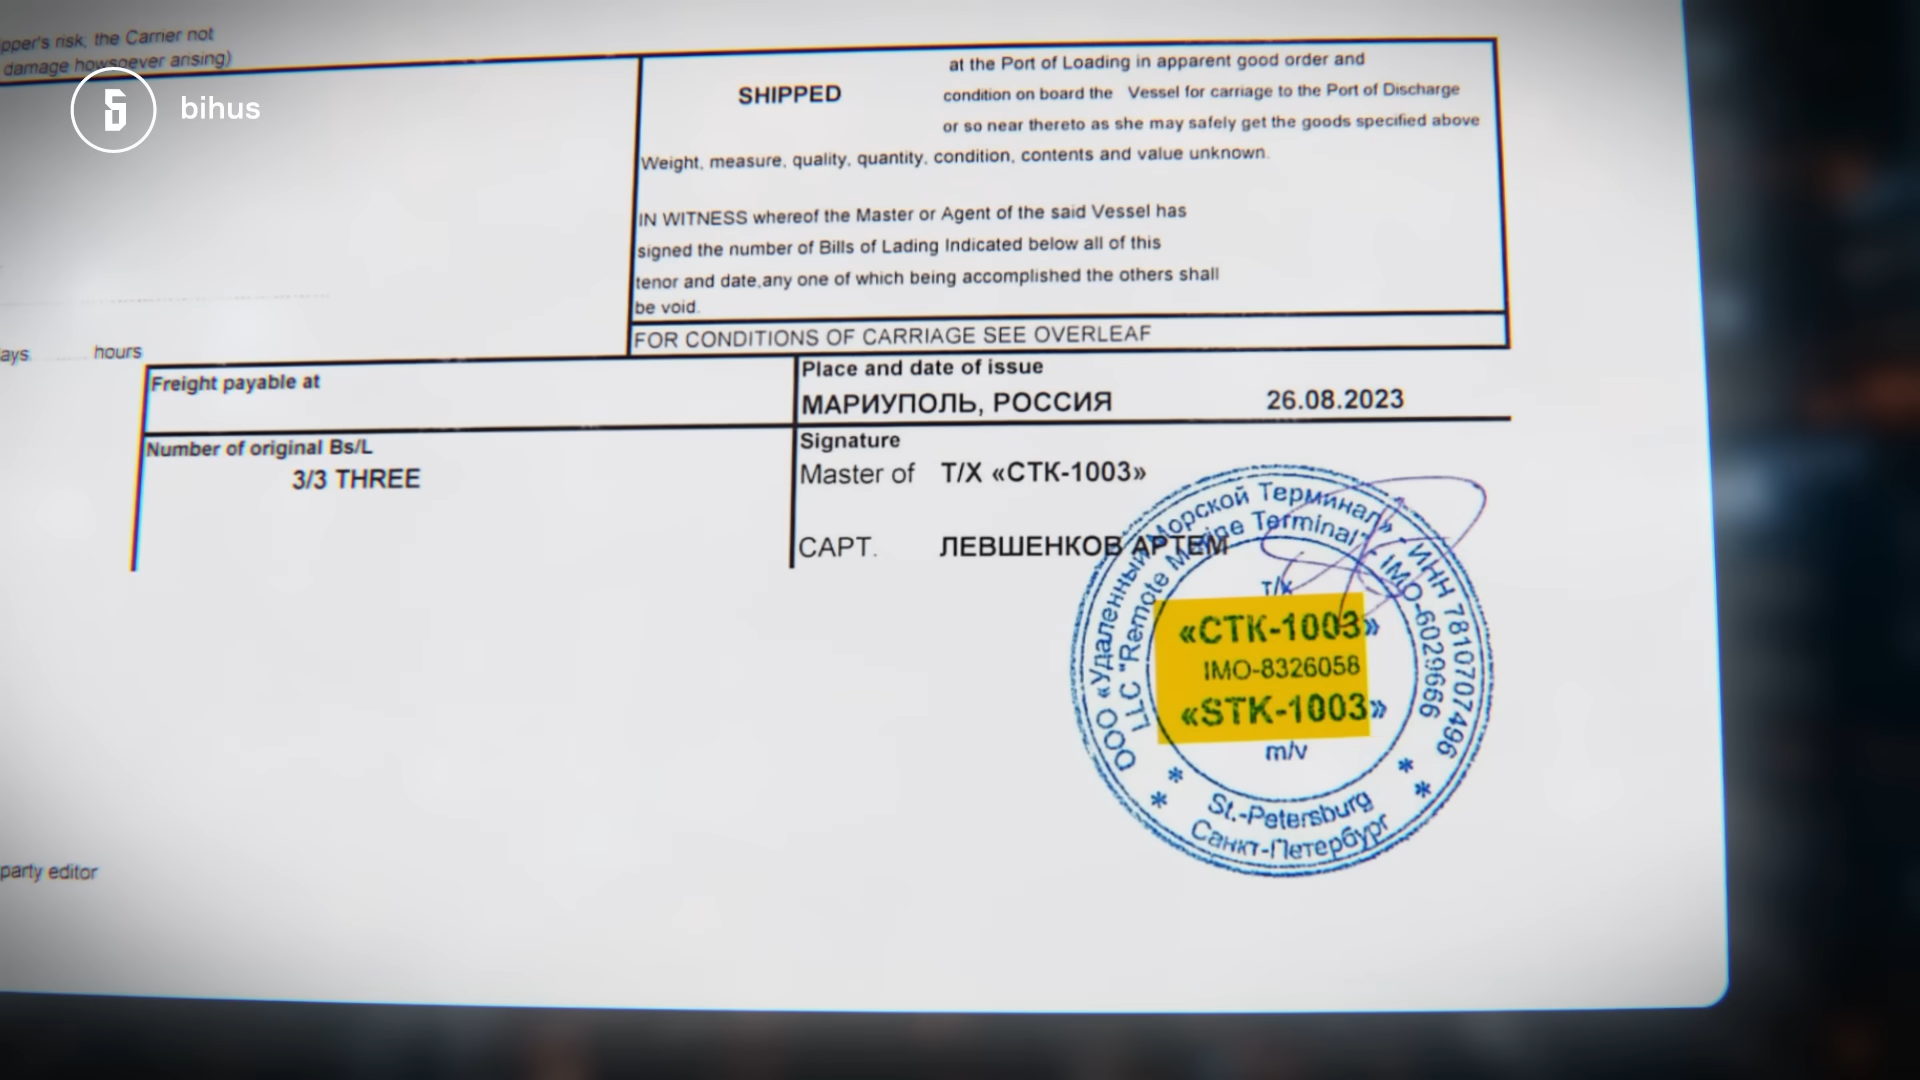 pper's risk; the Carrier not
damage howsoever arising)
bihus
SHIPPED
at the Port of Loading in apparent good order and
condition on board the Vessel for carriage to the Port of Discharge
or so near thereto as she may safely get the goods specified above
Weight, measure, quality, quantity, condition, contents and value unknown.
IN WITNESS whereof the Master or Agent of the said Vessel has
signed the number of Bills of Lading Indicated below all of this
tenor and date,any one of which being accomplished the others shall
be void.
FOR CONDITIONS OF CARRIAGE SEE OVERLEAF
ays hours
Freight payable at
Place and date of issue
МАРИУПОЛЬ, РОССИЯ 26.08.2023
Number of original Bs/L
3/3 THREE
Signature
Master of Т/Х «СТК-1003»
CAPT. ЛЕВШЕНКОВ АРТЕМ
ООО «Удаленный Морской Терминал» * ИНН 7810707496
LLC "Remote Marine Terminal" * IMO-6029666
т/х
«СТК-1003»
IMO-8326058
«STK-1003»
m/v
St.-Petersburg
Санкт-Петербург
party editor